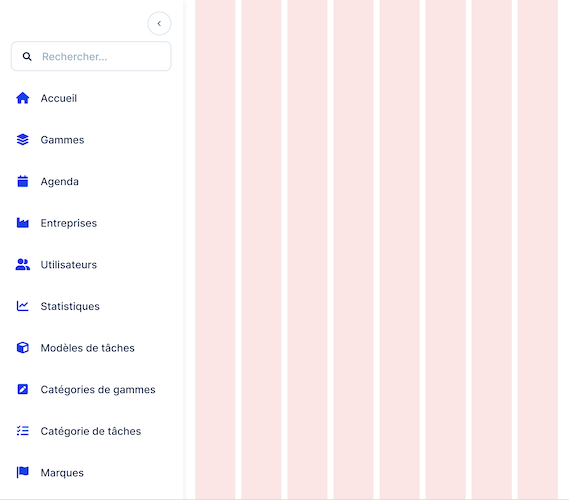 Rechercher...
Accueil
Gammes
Agenda
Entreprises
Utilisateurs
Statistiques
Modèles de tâches
Catégories de gammes
Catégorie de tâches
Marques